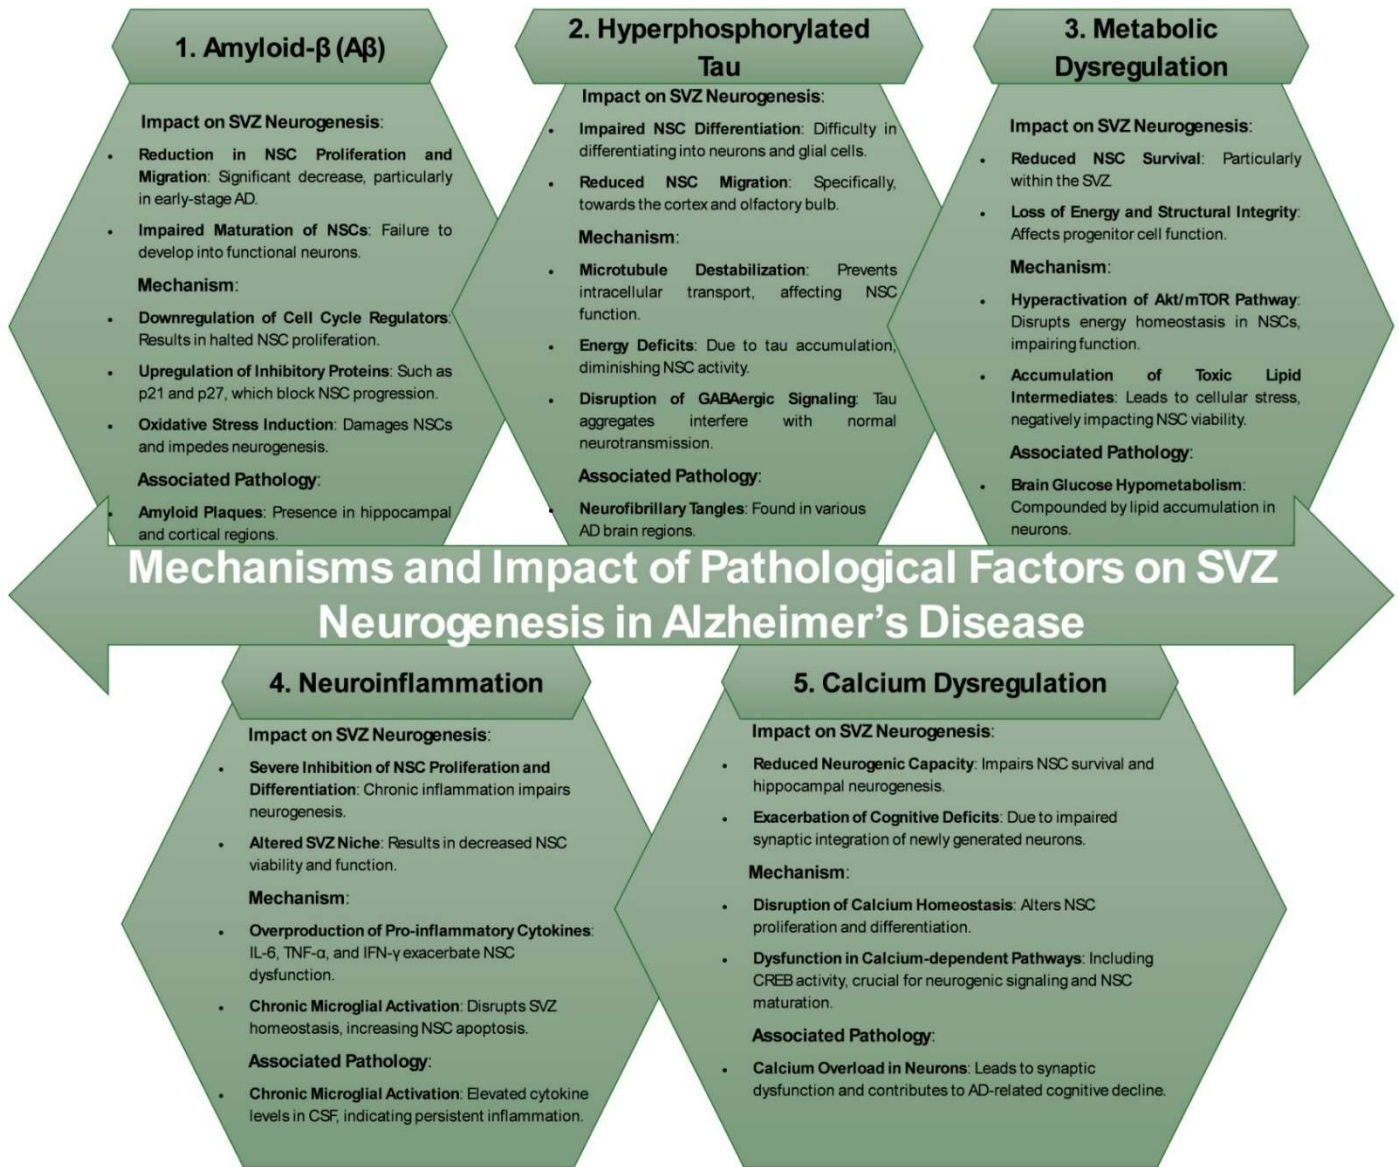 1. Amyloid-β (Aβ)
Impact on SVZ Neurogenesis:
• Reduction in NSC Proliferation and
Migration: Significant decrease, particularly
in early-stage AD.
• Impaired Maturation of NSCs: Failure to
develop into functional neurons.
Mechanism:
• Downregulation of Cell Cycle Regulators:
Results in halted NSC proliferation.
• Upregulation of Inhibitory Proteins: Such as
p21 and p27, which block NSC progression.
• Oxidative Stress Induction: Damages NSCs
and impedes neurogenesis.
Associated Pathology:
• Amyloid Plaques: Presence in hippocampal
and cortical regions.
2. Hyperphosphorylated
Tau
Impact on SVZ Neurogenesis:
• Impaired NSC Differentiation: Difficulty in
differentiating into neurons and glial cells.
• Reduced NSC Migration: Specifically,
towards the cortex and olfactory bulb.
Mechanism:
• Microtubule Destabilization: Prevents
intracellular transport, affecting NSC
function.
• Energy Deficits: Due to tau accumulation,
diminishing NSC activity.
• Disruption of GABAergic Signaling: Tau
aggregates interfere with normal
neurotransmission.
Associated Pathology:
• Neurofibrillary Tangles: Found in various
AD brain regions.
3. Metabolic
Dysregulation
Impact on SVZ Neurogenesis:
• Reduced NSC Survival: Particularly
within the SVZ.
• Loss of Energy and Structural Integrity:
Affects progenitor cell function.
Mechanism:
• Hyperactivation of Akt/mTOR Pathway:
Disrupts energy homeostasis in NSCs,
impairing function.
• Accumulation of Toxic Lipid
Intermediates: Leads to cellular stress,
negatively impacting NSC viability.
Associated Pathology:
• Brain Glucose Hypometabolism:
Compounded by lipid accumulation in
neurons.
Mechanisms and Impact of Pathological Factors on SVZ
Neurogenesis in Alzheimer’s Disease
4. Neuroinflammation
Impact on SVZ Neurogenesis:
• Severe Inhibition of NSC Proliferation and
Differentiation: Chronic inflammation impairs
neurogenesis.
• Altered SVZ Niche: Results in decreased NSC
viability and function.
Mechanism:
• Overproduction of Pro-inflammatory Cytokines:
IL-6, TNF-α, and IFN-γ exacerbate NSC
dysfunction.
• Chronic Microglial Activation: Disrupts SVZ
homeostasis, increasing NSC apoptosis.
Associated Pathology:
• Chronic Microglial Activation: Elevated cytokine
levels in CSF, indicating persistent inflammation.
5. Calcium Dysregulation
Impact on SVZ Neurogenesis:
• Reduced Neurogenic Capacity: Impairs NSC survival and
hippocampal neurogenesis.
• Exacerbation of Cognitive Deficits: Due to impaired
synaptic integration of newly generated neurons.
Mechanism:
• Disruption of Calcium Homeostasis: Alters NSC
proliferation and differentiation.
• Dysfunction in Calcium-dependent Pathways: Including
CREB activity, crucial for neurogenic signaling and NSC
maturation.
Associated Pathology:
• Calcium Overload in Neurons: Leads to synaptic
dysfunction and contributes to AD-related cognitive decline.